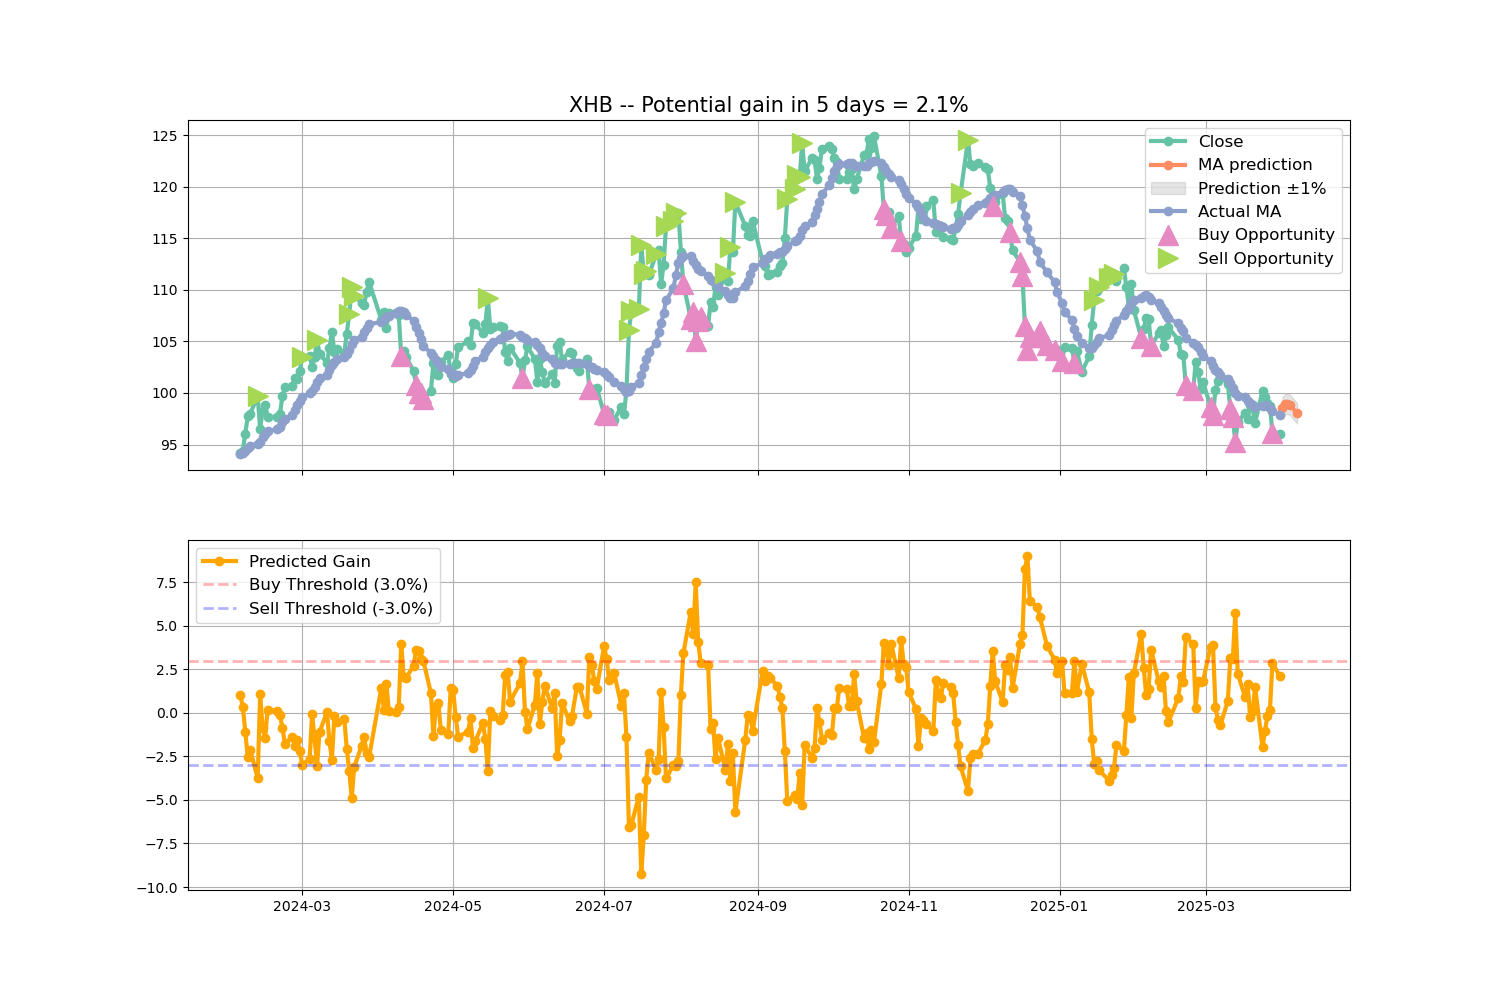 XHB -- Potential gain in 5 days = 2.1%
125
120
115
110
105
100
95
Close
MA prediction
Prediction ±1%
Actual MA
Buy Opportunity
Sell Opportunity
Predicted Gain
Buy Threshold (3.0%)
Sell Threshold (-3.0%)
7.5
5.0
2.5
0.0
−2.5
−5.0
−7.5
−10.0
2024-03
2024-05
2024-07
2024-09
2024-11
2025-01
2025-03